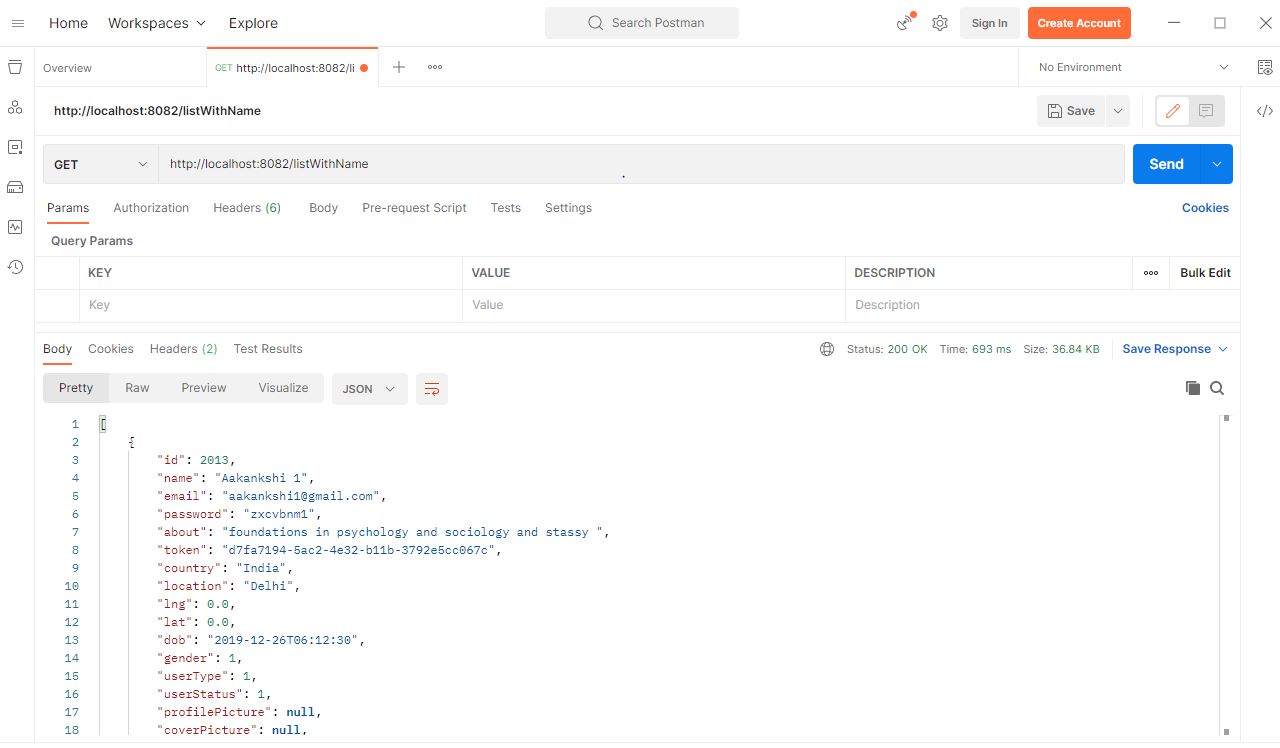 Home Workspaces Explore Search Postman Sign In Create Account
Overview GET http://localhost:8082/li No Environment
http://localhost:8082/listWithName Save
GET http://localhost:8082/listWithName Send
Params Authorization Headers (6) Body Pre-request Script Tests Settings Cookies
Query Params
KEY VALUE DESCRIPTION Bulk Edit
Key Value Description
Body Cookies Headers (2) Test Results Status: 200 OK Time: 693 ms Size: 36.84 KB Save Response
Pretty Raw Preview Visualize JSON
1 [
2 {
3 "id": 2013,
4 "name": "Aakankshi 1",
5 "email": "aakankshi1@gmail.com",
6 "password": "zxcvbnm1",
7 "about": "foundations in psychology and sociology and stassy ",
8 "token": "d7fa7194-5ac2-4e32-b11b-3792e5cc067c",
9 "country": "India",
10 "location": "Delhi",
11 "lng": 0.0,
12 "lat": 0.0,
13 "dob": "2019-12-26T06:12:30",
14 "gender": 1,
15 "userType": 1,
16 "userStatus": 1,
17 "profilePicture": null,
18 "coverPicture": null,